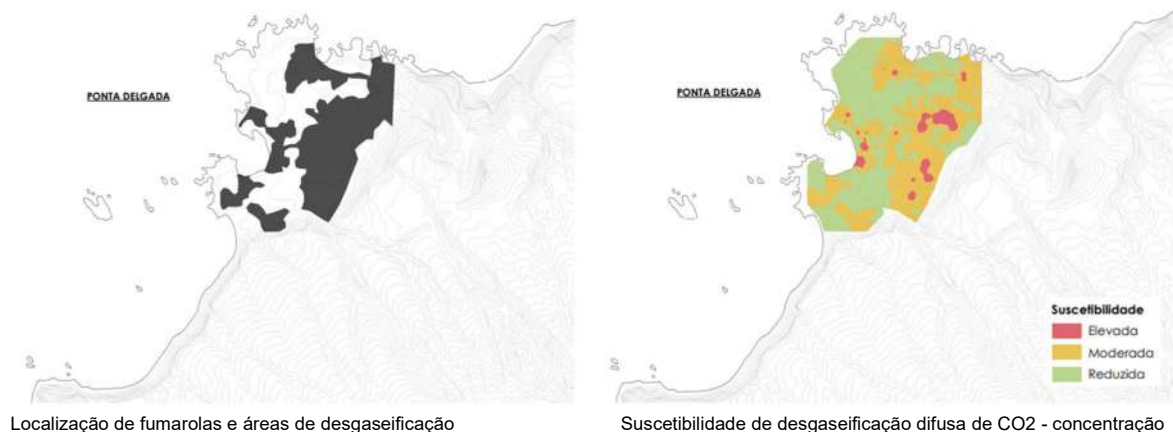 PONTA DELGADA
PONTA DELGADA
Suscetibilidade
Elevada
Moderada
Reduzida
Localização de fumarolas e áreas de desgaseificação
Suscetibilidade de desgaseificação difusa de CO2 - concentração